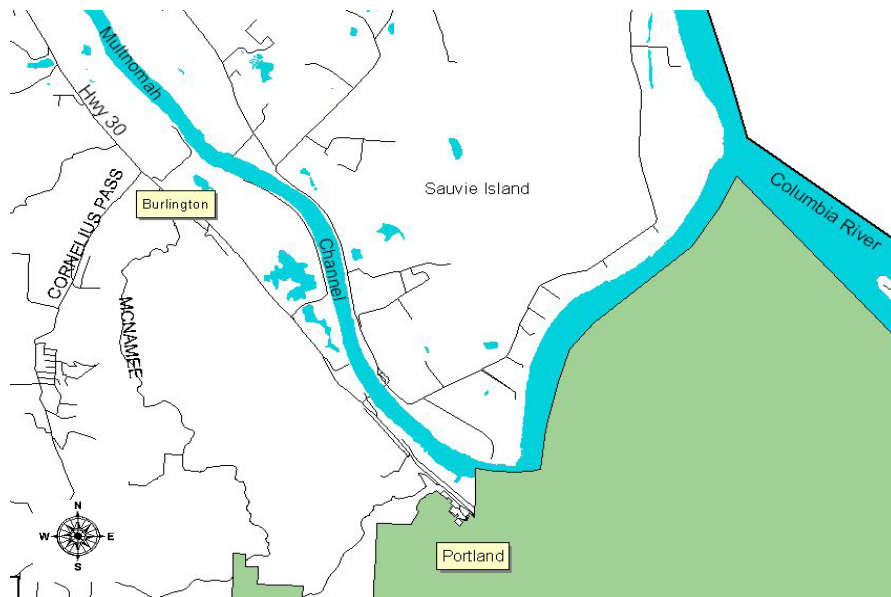 Multnomah
Hwy 30
Sauvie Island
Columbia River
Burlington
CORNELIUS PASS
Channel
MCNAMEE
N
W
E
S
Portland